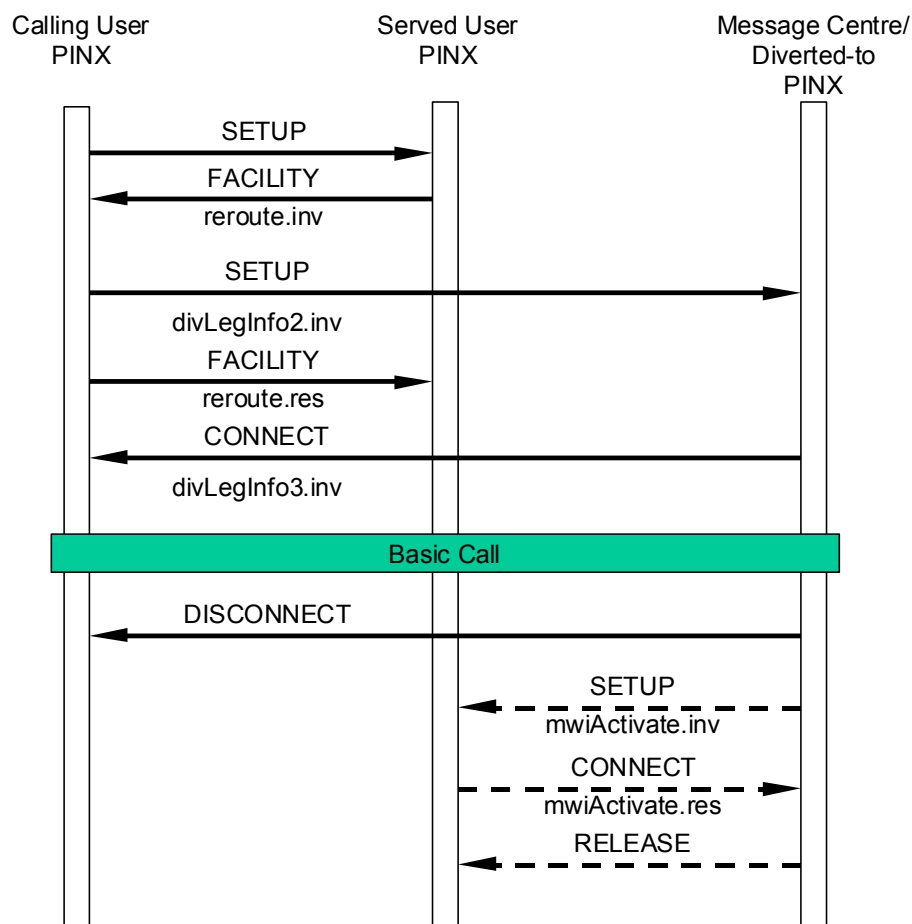 Calling User
PINX
Served User
PINX
Message Centre/
Diverted-to
PINX
SETUP
FACILITY
reroute.inv
SETUP
divLegInfo2.inv
FACILITY
reroute.res
CONNECT
divLegInfo3.inv
Basic Call
DISCONNECT
SETUP
mwiActivate.inv
CONNECT
mwiActivate.res
RELEASE